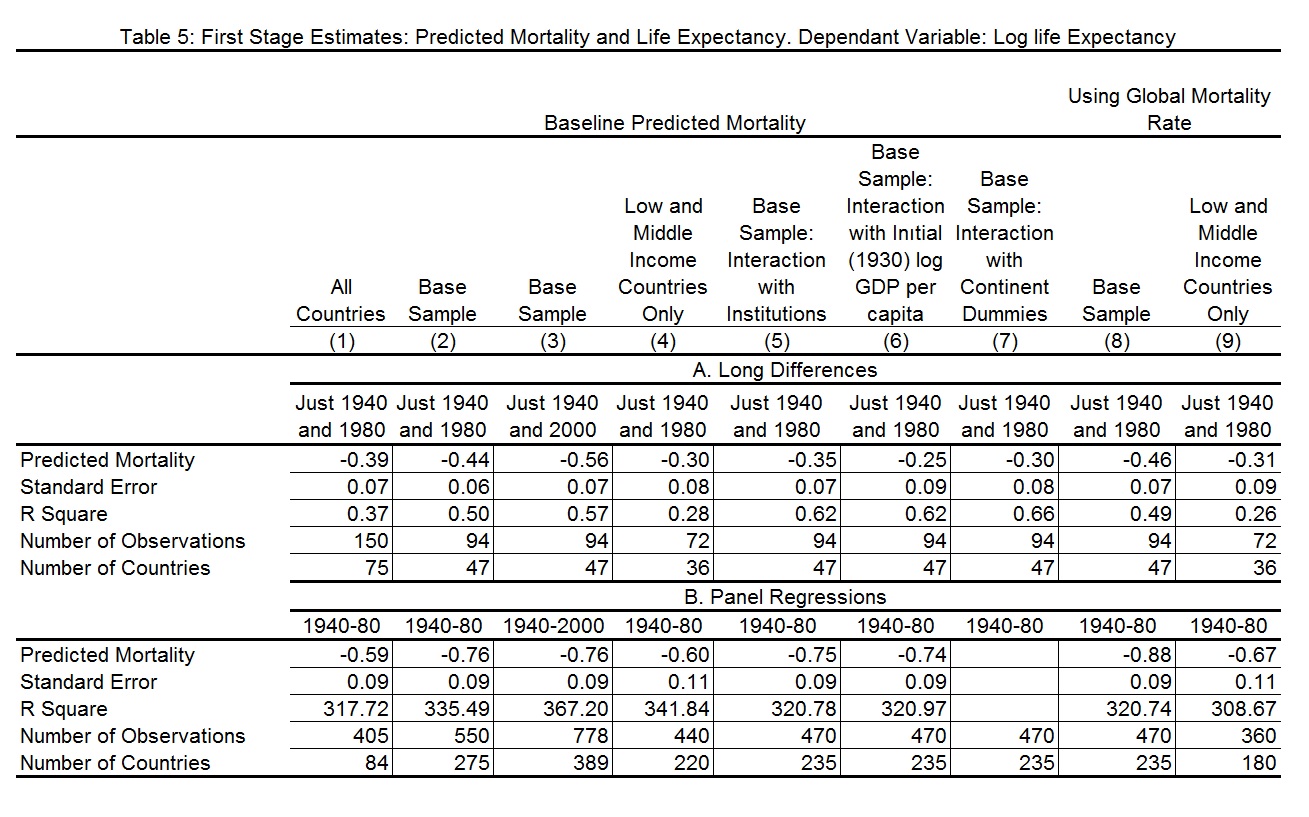 Table 5: First Stage Estimates: Predicted Mortality and Life Expectancy. Dependant Variable: Log life Expectancy
Using Global Mortality
Baseline Predicted Mortality Rate
Base
Sample: Base
Low and Base Interaction Sample: Low and
Middle Sample: with Initial Interaction Middle
Income Interaction (1930) log with Income
All Base Base Countries with GDP per Continent Base Countries
Countries Sample Sample Only Institutions capita Dummies Sample Only
(1) (2) (3) (4) (5) (6) (7) (8) (9)
A. Long Differences
Just 1940 Just 1940 Just 1940 Just 1940 Just 1940 Just 1940 Just 1940 Just 1940 Just 1940
and 1980 and 1980 and 2000 and 1980 and 1980 and 1980 and 1980 and 1980 and 1980
Predicted Mortality -0.39 -0.44 -0.56 -0.30 -0.35 -0.25 -0.30 -0.46 -0.31
Standard Error 0.07 0.06 0.07 0.08 0.07 0.09 0.08 0.07 0.09
R Square 0.37 0.50 0.57 0.28 0.62 0.62 0.66 0.49 0.26
Number of Observations 150 94 94 72 94 94 94 94 72
Number of Countries 75 47 47 36 47 47 47 47 36
B. Panel Regressions
1940-80 1940-80 1940-2000 1940-80 1940-80 1940-80 1940-80 1940-80 1940-80
Predicted Mortality -0.59 -0.76 -0.76 -0.60 -0.75 -0.74 -0.88 -0.67
Standard Error 0.09 0.09 0.09 0.11 0.09 0.09 0.09 0.11
R Square 317.72 335.49 367.20 341.84 320.78 320.97 320.74 308.67
Number of Observations 405 550 778 440 470 470 470 470 360
Number of Countries 84 275 389 220 235 235 235 235 180